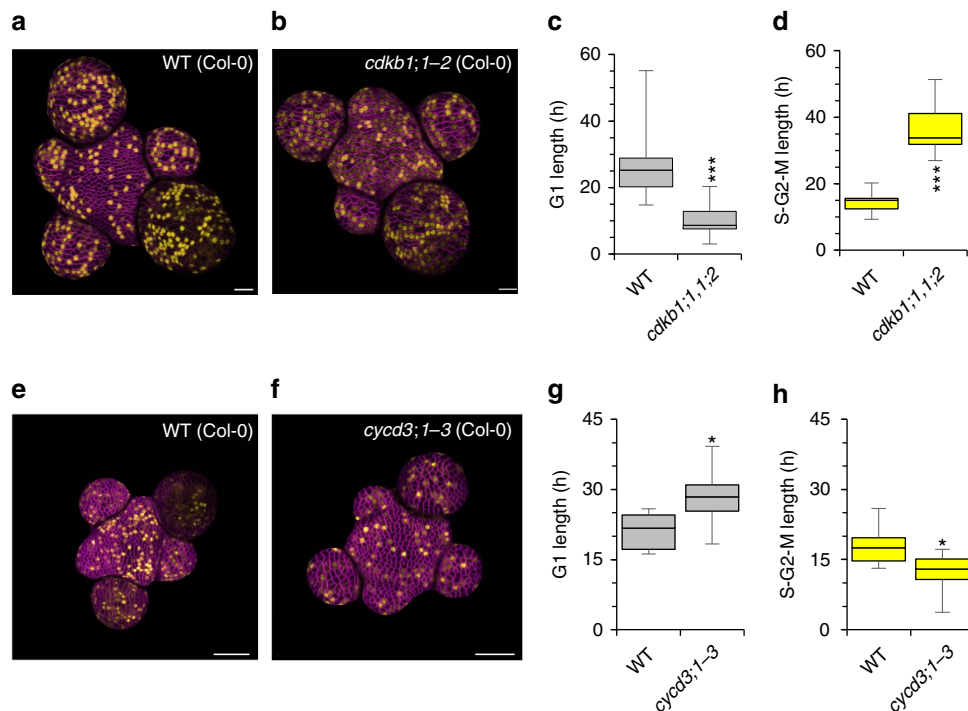 a
WT (Col-0)
b
cdkb1;1–2 (Col-0)
c
G1 length (h)
60
40
20
0
***
WT
cdkb1;1,1;2
d
S-G2-M length (h)
60
40
20
0
***
WT
cdkb1;1,1;2
e
WT (Col-0)
f
cycd3;1–3 (Col-0)
g
G1 length (h)
45
30
15
0
*
WT
cycd3;1–3
h
S-G2-M length (h)
45
30
15
0
*
WT
cycd3;1–3